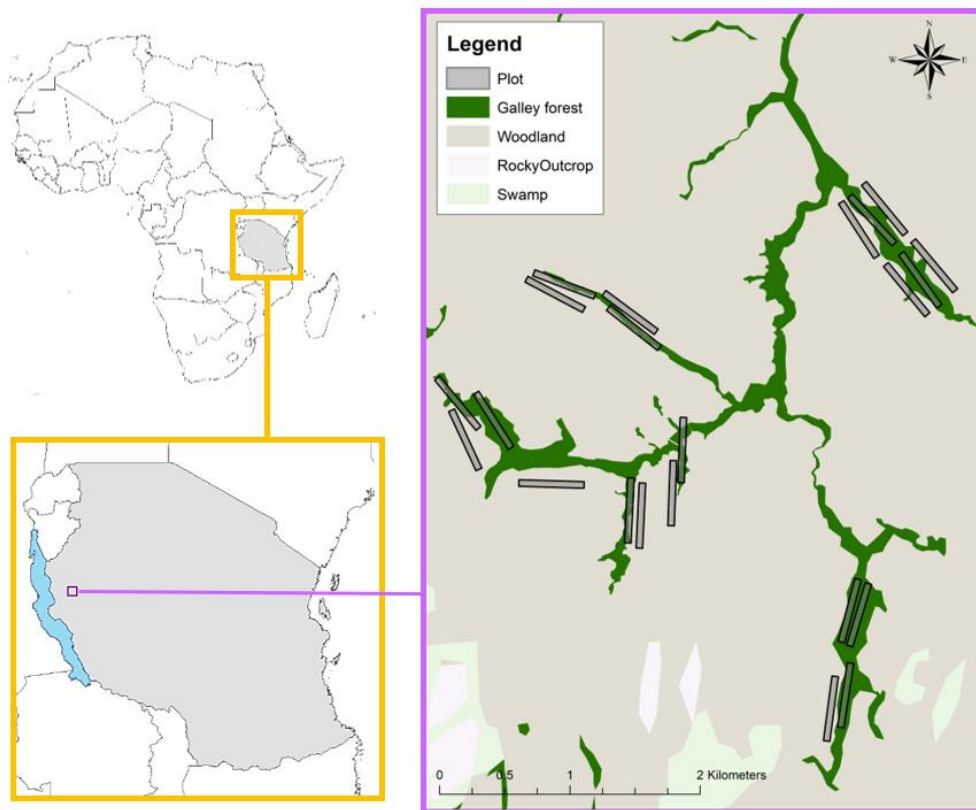 Legend
Plot
Galley forest
Woodland
RockyOutcrop
Swamp
N
W E
S
0 0.5 1 2 Kilometers